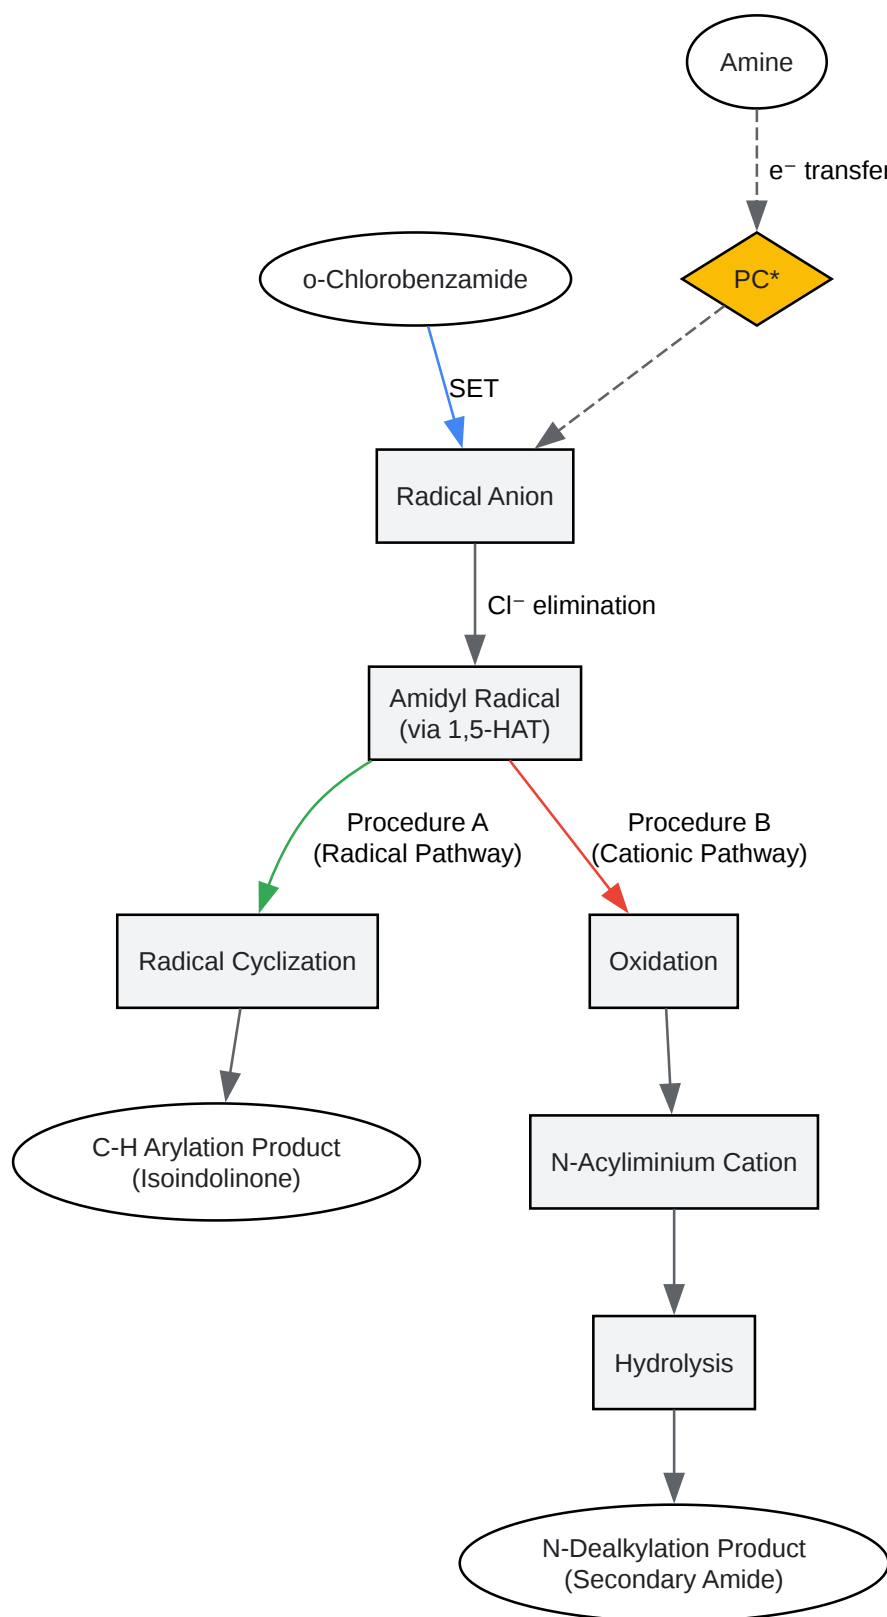 Amine
e⁻ transfer
o-Chlorobenzamide
PC*
SET
Radical Anion
Cl⁻ elimination
Amidyl Radical
(via 1,5-HAT)
Procedure A
(Radical Pathway)
Procedure B
(Cationic Pathway)
Radical Cyclization
Oxidation
C-H Arylation Product
(Isoindolinone)
N-Acyliminium Cation
Hydrolysis
N-Dealkylation Product
(Secondary Amide)